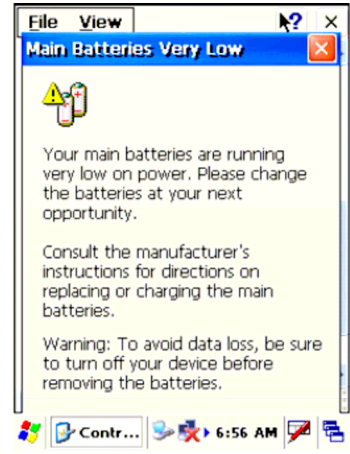 File View ? ×
Main Batteries Very Low
Your main batteries are running
very low on power. Please change
the batteries at your next
opportunity.
Consult the manufacturer's
instructions for directions on
replacing or charging the main
batteries.
Warning: To avoid data loss, be sure
to turn off your device before
removing the batteries.
Contr... 6:56 AM